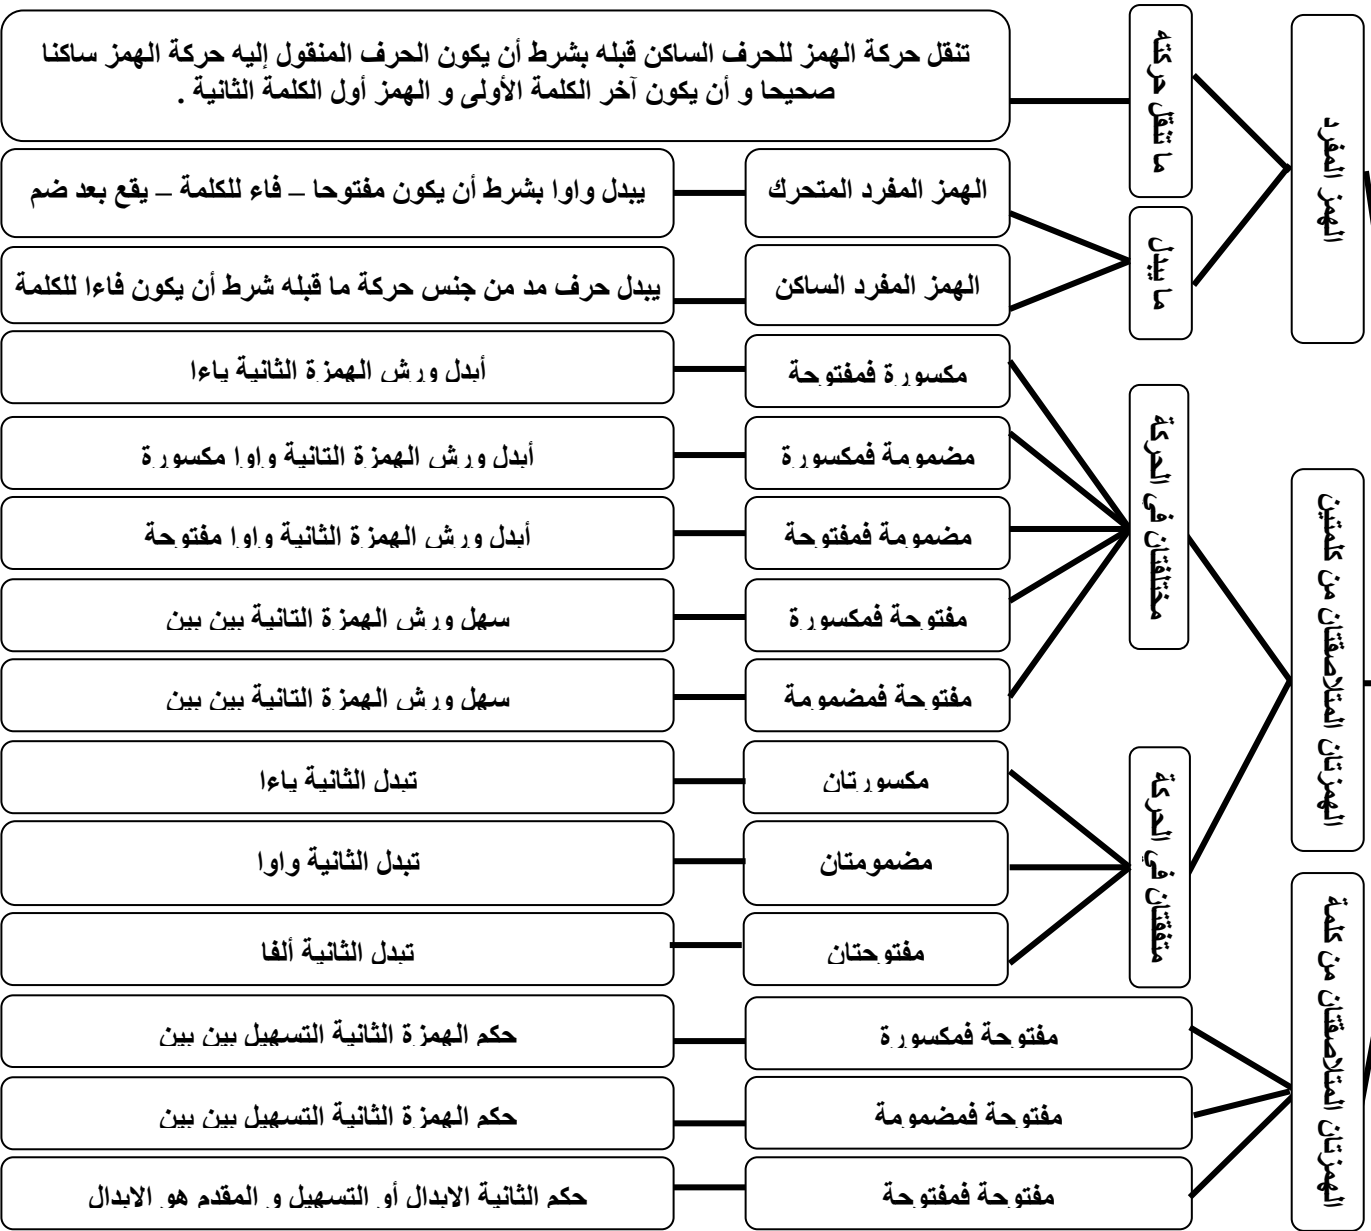 الهمز المفرد
ما تنقل حركته
تنقل حركة الهمز للحرف الساكن قبله بشرط أن يكون الحرف المنقول إليه حركة الهمز ساكنا
صحيحا و أن يكون آخر الكلمة الأولى و الهمز أول الكلمة الثانية .
ما يبدل
الهمز المفرد المتحرك
يبدل واوا بشرط أن يكون مفتوحا – فاء للكلمة – يقع بعد ضم
الهمز المفرد الساكن
يبدل حرف مد من جنس حركة ما قبله شرط أن يكون فاءا للكلمة
الهمزتان المتلاصقتان من كلمتين
مختلفتان في الحركة
مكسورة فمفتوحة
أبدل ورش الهمزة الثانية ياءا
مضمومة فمكسورة
أبدل ورش الهمزة التانية واوا مكسورة
مضمومة فمفتوحة
أبدل ورش الهمزة الثانية واوا مفتوحة
مفتوحة فمكسورة
سهل ورش الهمزة التانية بين بين
مفتوحة فمضمومة
سهل ورش الهمزة التانية بين بين
متفقتان في الحركة
مكسورتان
تبدل الثانية ياءا
مضمومتان
تبدل الثانية واوا
مفتوحتان
تبدل الثانية ألفا
الهمزتان المتلاصقتان من كلمة
مفتوحة فمكسورة
حكم الهمزة الثانية التسهيل بين بين
مفتوحة فمضمومة
حكم الهمزة الثانية التسهيل بين بين
مفتوحة فمفتوحة
حكم الثانية الابدال أو التسهيل و المقدم هو الابدال